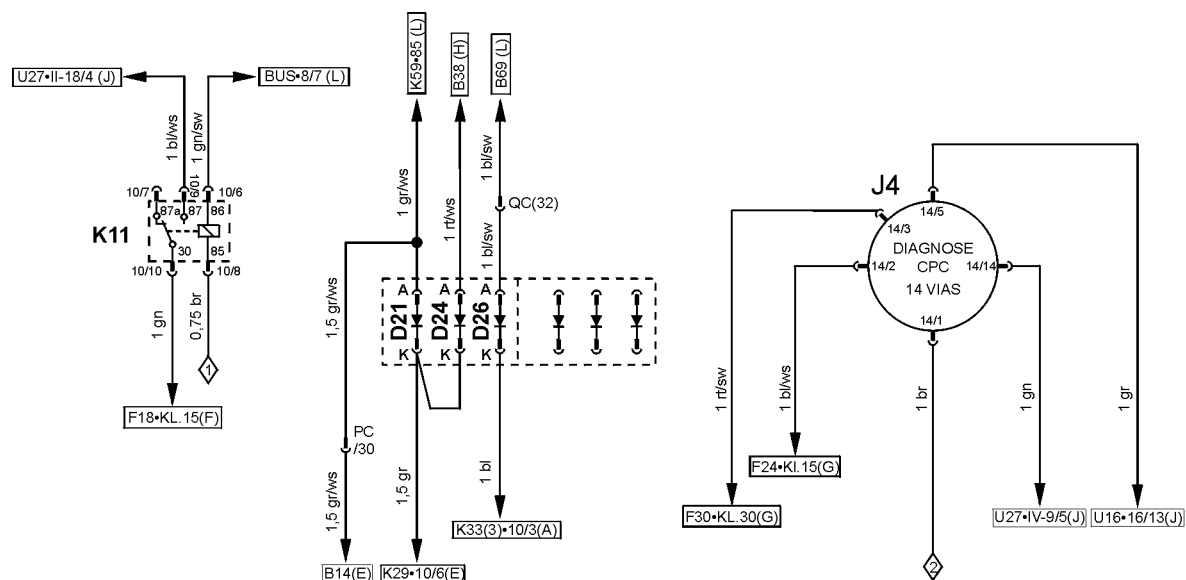 U27•II-18/4 (J)
BUS•8/7 (L)
1 bl/ws
1 gn/sw
10/7
10/9
10/6
87a
87
86
K11
30
85
10/10
10/8
1 gn
0,75 br
1
F18•KL.15(F)
K59•85 (L)
B38 (H)
B69 (L)
1 gr/ws
1 rt/ws
1 bl/sw
QC(32)
1 bl/sw
1,5 gr/ws
A
A
A
D21
D24
D26
K
K
K
PC
/30
1,5 gr/ws
1,5 gr
1 bl
K33(3)•10/3(A)
B14(E)
K29•10/6(E)
J4
14/5
14/3
DIAGNOSE
CPC
14 VIAS
14/2
14/14
14/1
1 rt/sw
1 bl/ws
1 br
1 gn
1 gr
F24•Kl.15(G)
F30•KL.30(G)
U27•IV-9/5(J)
U16•16/13(J)
2